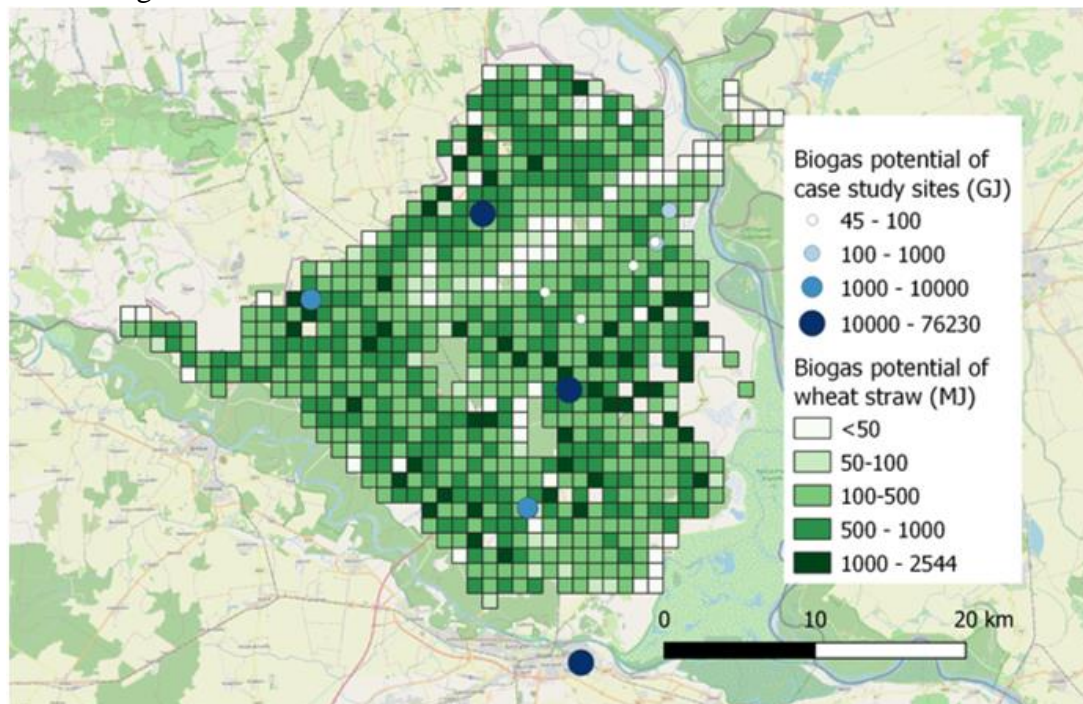 Biogas potential of
case study sites (GJ)
45 - 100
100 - 1000
1000 - 10000
10000 - 76230
Biogas potential of
wheat straw (MJ)
<50
50-100
100-500
500 - 1000
1000 - 2544
0 10 20 km